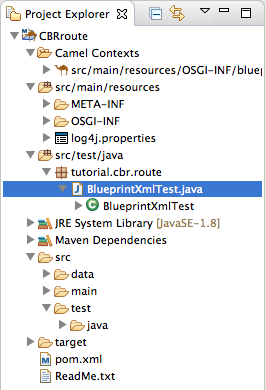 Project Explorer
CBRroute
Camel Contexts
src/main/resources/OSGI-INF/bluep
src/main/resources
META-INF
OSGI-INF
log4j.properties
src/test/java
tutorial.cbr.route
BlueprintXmlTest.java
BlueprintXmlTest
JRE System Library [JavaSE-1.8]
Maven Dependencies
src
data
main
test
java
target
pom.xml
ReadMe.txt